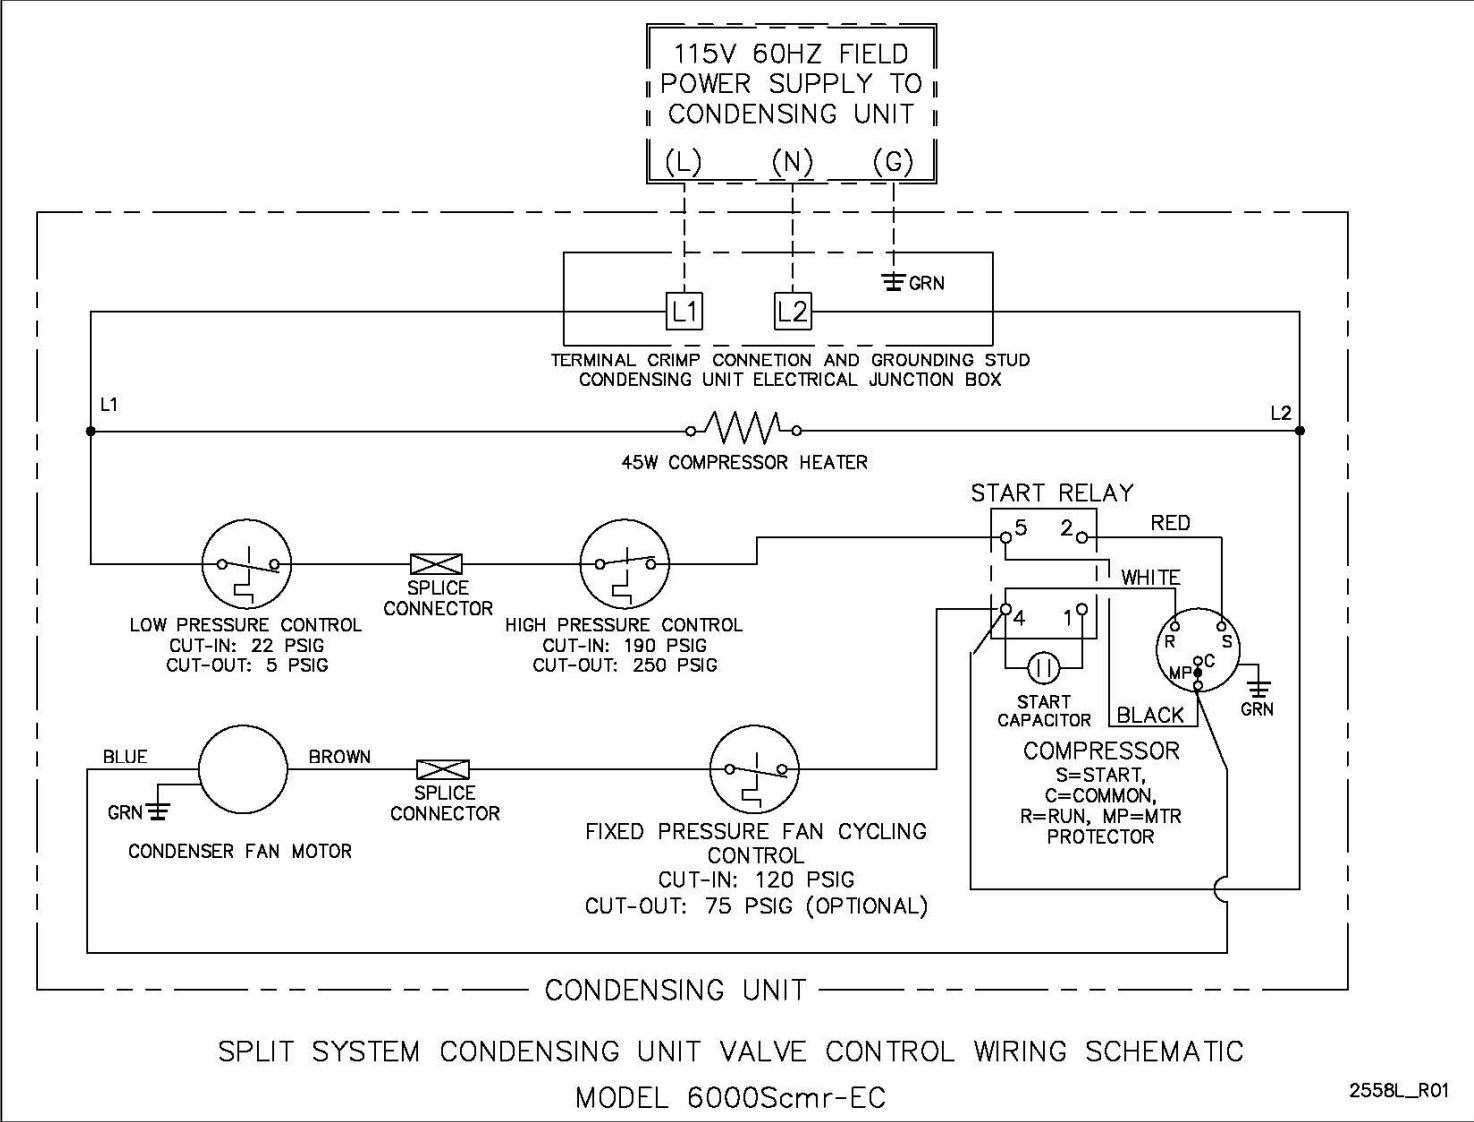 115V 60HZ FIELD
POWER SUPPLY TO
CONDENSING UNIT
(L) (N) (G)
GRN
L1 L2
TERMINAL CRIMP CONNETION AND GROUNDING STUD
CONDENSING UNIT ELECTRICAL JUNCTION BOX
L1
L2
45W COMPRESSOR HEATER
START RELAY
5 2
RED
WHITE
4 1
LOW PRESSURE CONTROL
CUT-IN: 22 PSIG
CUT-OUT: 5 PSIG
SPLICE
CONNECTOR
HIGH PRESSURE CONTROL
CUT-IN: 190 PSIG
CUT-OUT: 250 PSIG
R S
C
MP
GRN
START
CAPACITOR
BLACK
COMPRESSOR
S=START,
C=COMMON,
R=RUN, MP=MTR
PROTECTOR
BLUE
BROWN
GRN
CONDENSER FAN MOTOR
SPLICE
CONNECTOR
FIXED PRESSURE FAN CYCLING
CONTROL
CUT-IN: 120 PSIG
CUT-OUT: 75 PSIG (OPTIONAL)
CONDENSING UNIT
SPLIT SYSTEM CONDENSING UNIT VALVE CONTROL WIRING SCHEMATIC
MODEL 6000Scmr-EC
2558L_R01